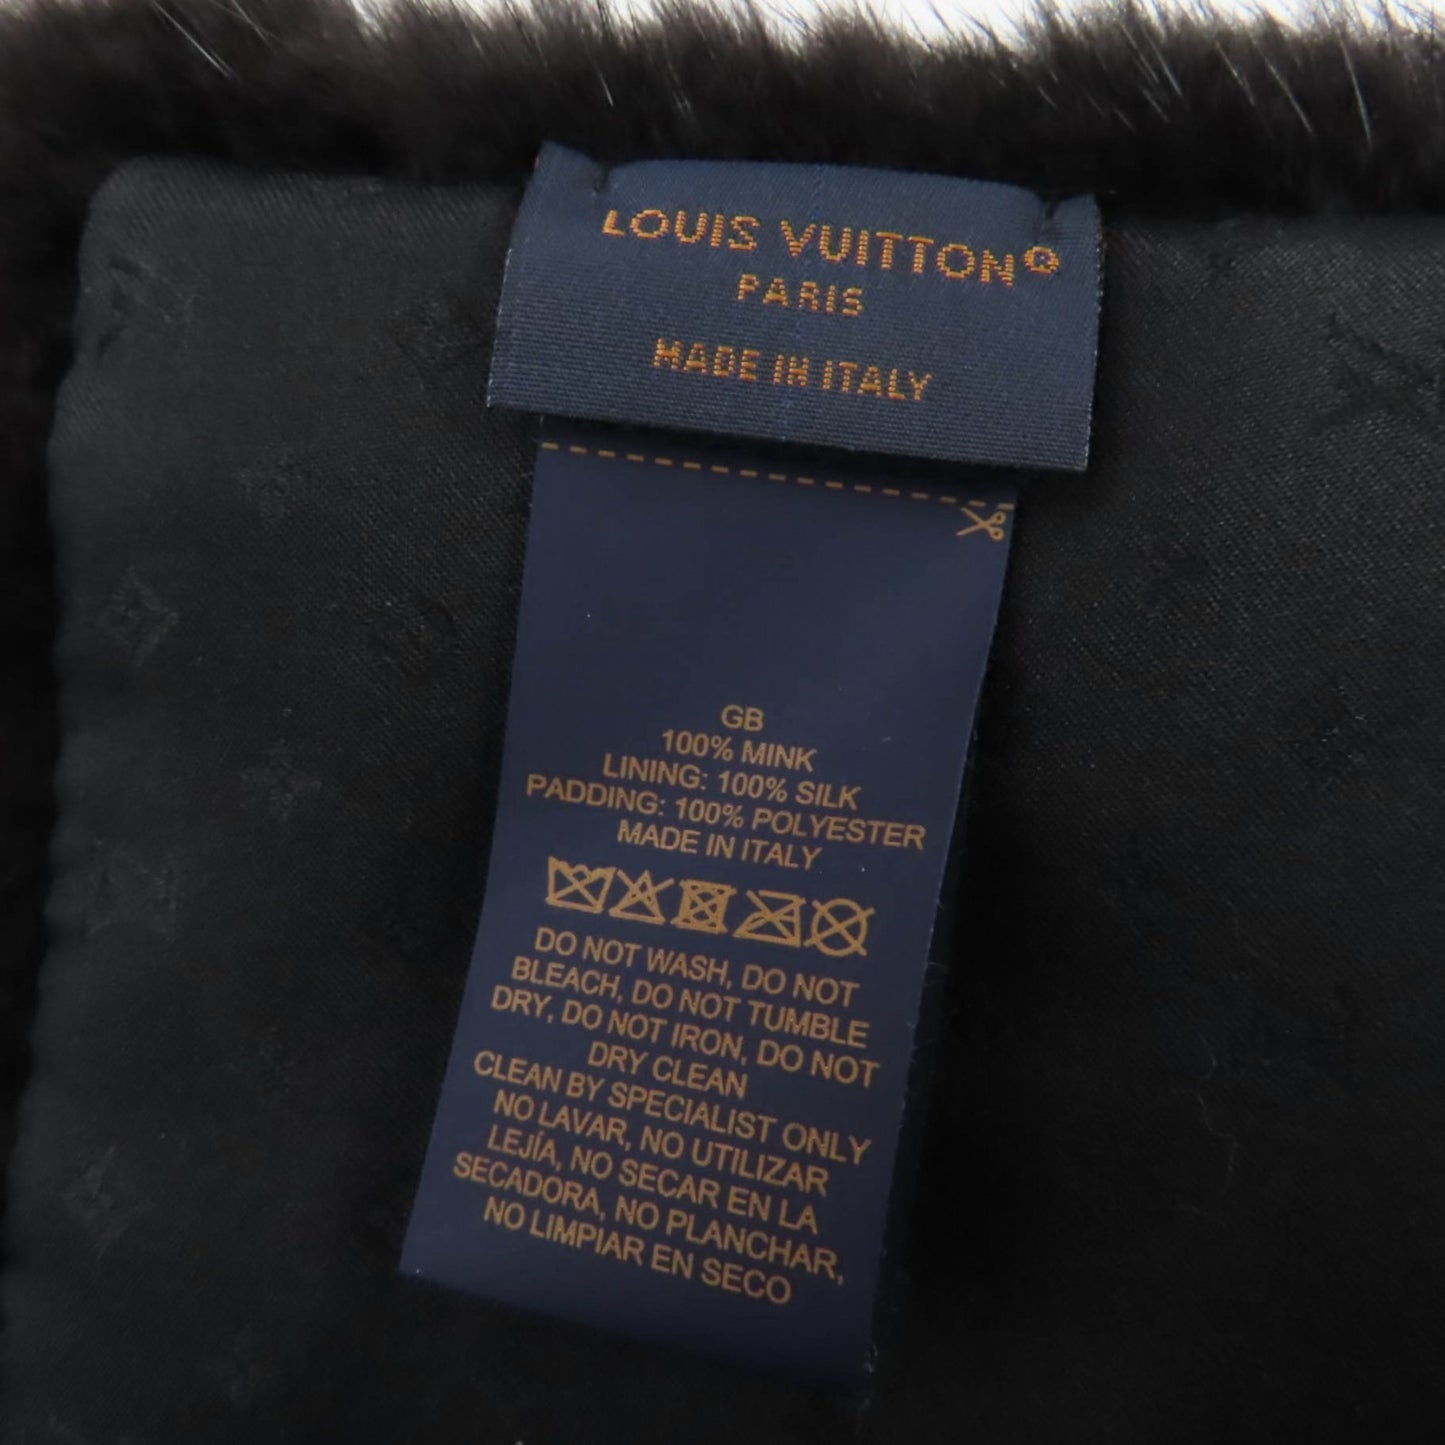 LOUIS VUITTON®
PARIS
MADE IN ITALY
GB
100% MINK
LINING: 100% SILK
PADDING: 100% POLYESTER
MADE IN ITALY
DO NOT WASH, DO NOT
BLEACH, DO NOT TUMBLE
DRY, DO NOT IRON, DO NOT
DRY CLEAN
CLEAN BY SPECIALIST ONLY
NO LAVAR, NO UTILIZAR
LEJÍA, NO SECAR EN LA
SECADORA, NO PLANCHAR,
NO LIMPIAR EN SECO